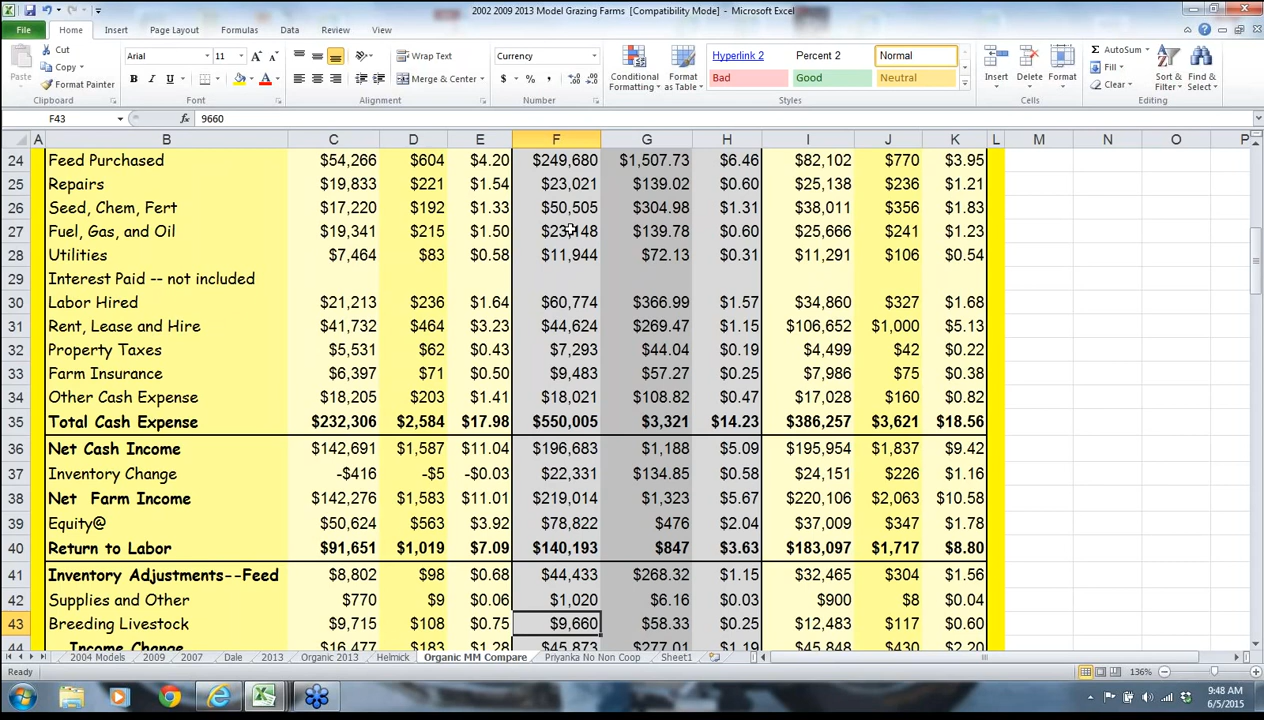 2002 2009 2013 Model Grazing Farms [Compatibility Mode] - Microsoft Excel
File Home Insert Page Layout Formulas Data Review View
Paste
Cut
Copy
Format Painter
Clipboard
Arial 11 A A
B I U A
Font
Wrap Text
Merge & Center
Alignment
Currency
$ % ,
Number
Conditional Formatting
Format as Table
Hyperlink 2 Percent 2 Normal
Bad Good Neutral
Styles
Insert Delete Format
Cells
AutoSum
Fill
Clear
Sort & Filter
Find & Select
Editing
F43 fx 9660
A B C D E F G H I J K L M N O P
24 Feed Purchased $54,266 $604 $4.20 $249,680 $1,507.73 $6.46 $82,102 $770 $3.95
25 Repairs $19,833 $221 $1.54 $23,021 $139.02 $0.60 $25,138 $236 $1.21
26 Seed, Chem, Fert $17,220 $192 $1.33 $50,505 $304.98 $1.31 $38,011 $356 $1.83
27 Fuel, Gas, and Oil $19,341 $215 $1.50 $23,148 $139.78 $0.60 $25,666 $241 $1.23
28 Utilities $7,464 $83 $0.58 $11,944 $72.13 $0.31 $11,291 $106 $0.54
29 Interest Paid -- not included
30 Labor Hired $21,213 $236 $1.64 $60,774 $366.99 $1.57 $34,860 $327 $1.68
31 Rent, Lease and Hire $41,732 $464 $3.23 $44,624 $269.47 $1.15 $106,652 $1,000 $5.13
32 Property Taxes $5,531 $62 $0.43 $7,293 $44.04 $0.19 $4,499 $42 $0.22
33 Farm Insurance $6,397 $71 $0.50 $9,483 $57.27 $0.25 $7,986 $75 $0.38
34 Other Cash Expense $18,205 $203 $1.41 $18,021 $108.82 $0.47 $17,028 $160 $0.82
35 Total Cash Expense $232,306 $2,584 $17.98 $550,005 $3,321 $14.23 $386,257 $3,621 $18.56
36 Net Cash Income $142,691 $1,587 $11.04 $196,683 $1,188 $5.09 $195,954 $1,837 $9.42
37 Inventory Change -$416 -$5 -$0.03 $22,331 $134.85 $0.58 $24,151 $226 $1.16
38 Net Farm Income $142,276 $1,583 $11.01 $219,014 $1,323 $5.67 $220,106 $2,063 $10.58
39 Equity@ $50,624 $563 $3.92 $78,822 $476 $2.04 $37,009 $347 $1.78
40 Return to Labor $91,651 $1,019 $7.09 $140,193 $847 $3.63 $183,097 $1,717 $8.80
41 Inventory Adjustments--Feed $8,802 $98 $0.68 $44,433 $268.32 $1.15 $32,465 $304 $1.56
42 Supplies and Other $770 $9 $0.06 $1,020 $6.16 $0.03 $900 $8 $0.04
43 Breeding Livestock $9,715 $108 $0.75 $9,660 $58.33 $0.25 $12,483 $117 $0.60
44 Income Change $16,477 $183 $1.28 $45,873 $277.01 $1.19 $45,848 $430 $2.20
2004 Models 2009 2007 Dale 2013 Organic 2013 Helmick Organic MM Compare Priyanka No Non Coop Sheet1
Ready 136%
9:48 AM
6/5/2015